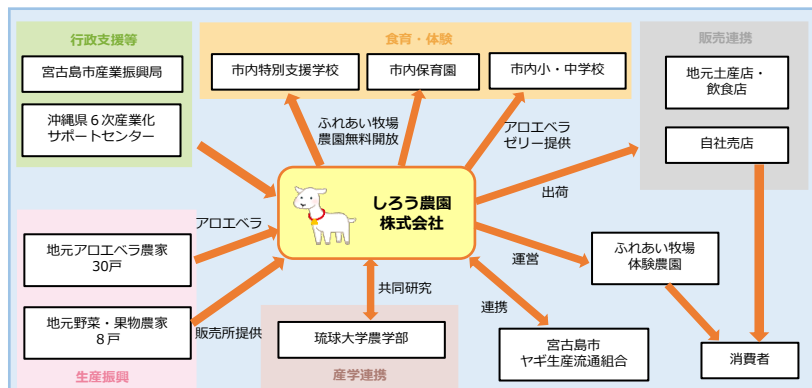 行政支援等
宮古島市産業振興局
沖縄県６次産業化
サポートセンター
食育・体験
市内特別支援学校
市内保育園
市内小・中学校
販売連携
地元土産店・
飲食店
自社売店
ふれあい牧場
農園無料開放
アロエベラ
ゼリー提供
出荷
しろう農園
株式会社
アロエベラ
運営
共同研究
連携
販売所提供
生産振興
地元アロエベラ農家
30戸
地元野菜・果物農家
８戸
産学連携
琉球大学農学部
宮古島市
ヤギ生産流通組合
ふれあい牧場
体験農園
消費者